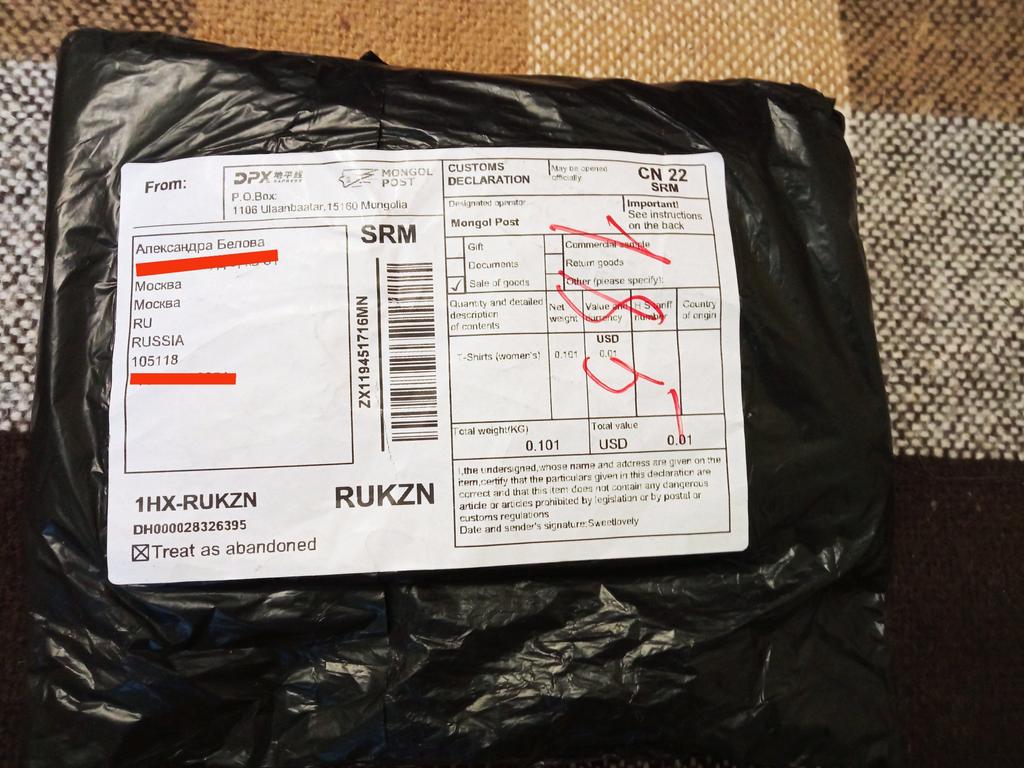 From:
DPX 地平线
EXPRESS
MONGOL
POST
P.O.Box:
1106 Ulaanbaatar,15160 Mungolia
CUSTOMS
DECLARATION
May be opened
officially
CN 22
SRM
Designated operator
Mongol Post
Important!
See instructions
on the back
Gift
Commercial sample
Documents
Return goods
✓ Sale of goods
Other (please specify):
Quantity and detailed
description
of contents
Net
weight
Value and
currency
Country
of origin
USD
T-Shirts (women's) 0.101 0.01
Total weight(KG)
0.101
Total value
USD 0.01
I,the undersigned,whose name and address are given on the
item,certify that the particulars given in this declaration are
correct and that this item does not contain any dangerous
article or articles prohibited by legislation or by postal or
customs regulations
Date and sender's signature:Sweetlovely
Александра Белова
Москва
Москва
RU
RUSSIA
105118
SRM
ZX119451716MN
1HX-RUKZN
RUKZN
DH000028326395
Treat as abandoned